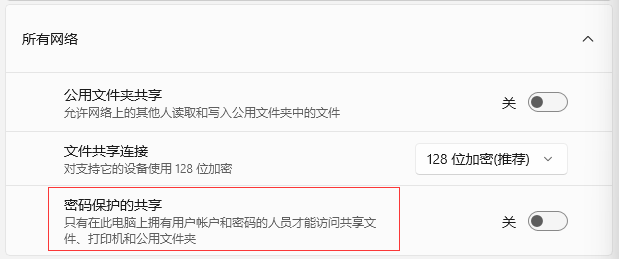 所有网络
公用文件夹共享
关
允许网络上的其他人读取和写入公用文件夹中的文件
文件共享连接
128 位加密(推荐)
对支持它的设备使用 128 位加密
密码保护的共享
只有在此电脑上拥有用户帐户和密码的人员才能访问共享文
关
件、打印机和公用文件夹